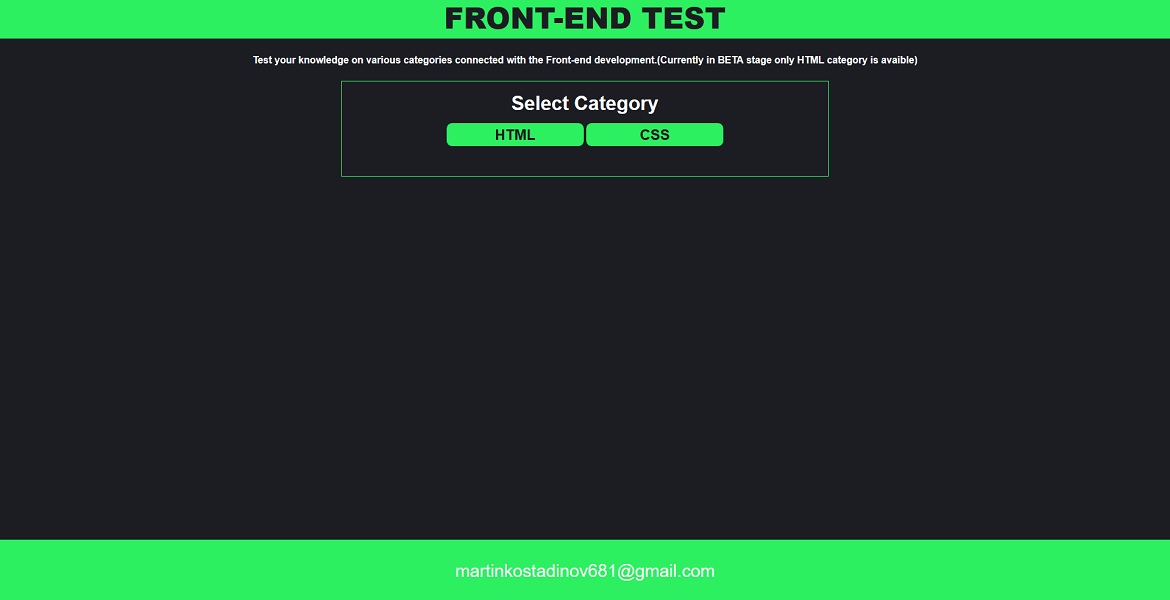 FRONT-END TEST
Test your knowledge on various categories connected with the Front-end development.(Currently in BETA stage only HTML category is avaible)
Select Category
HTML CSS
martinkostadinov681@gmail.com